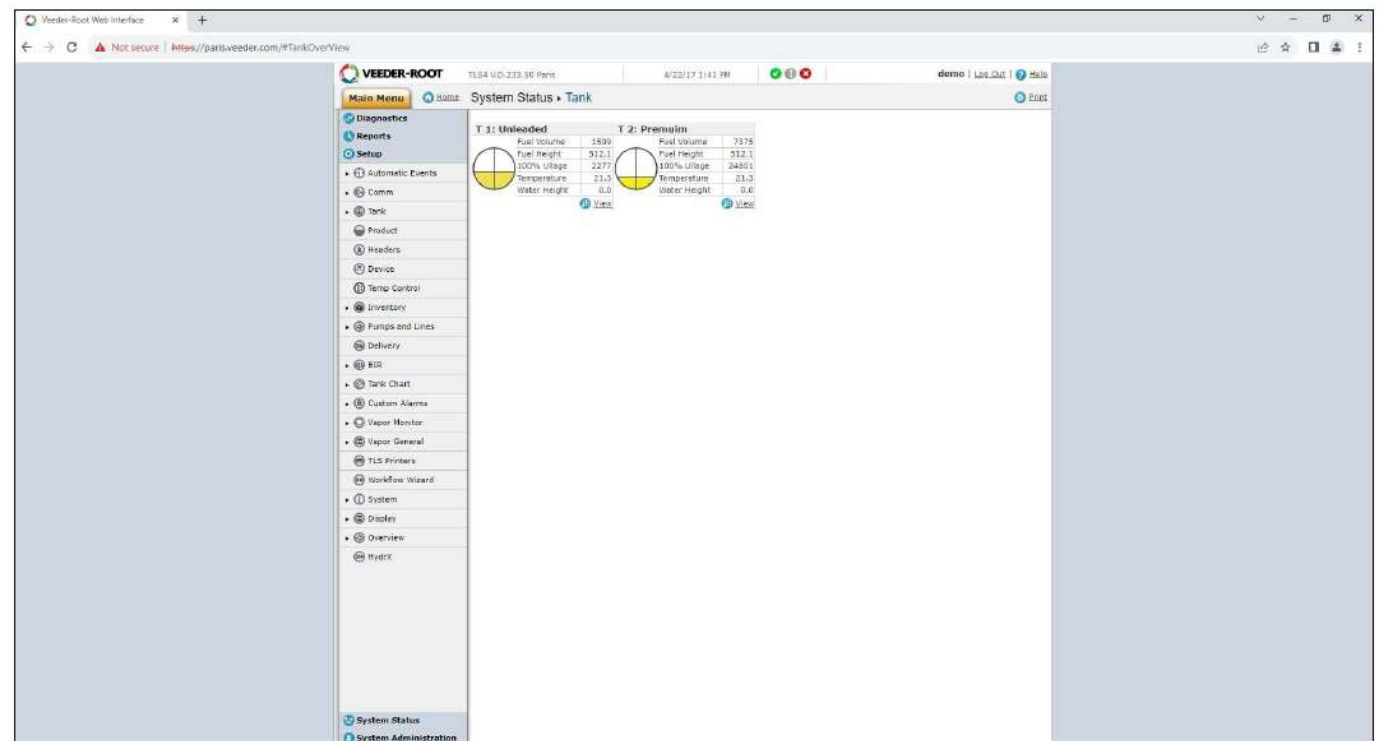 Veeder-Root Web Interface
Not secure | https://paris.veeder.com/#TankOverView
VEEDER-ROOT
TLS4 V.D.233.50 Paris
4/22/17 1:41 PM
demo | Log Out | Help
Main Menu
Home
System Status ▸ Tank
Print
Diagnostics
Reports
Setup
Automatic Events
Comm
Tank
Product
Headers
Device
Temp Control
Inventory
Pumps and Lines
Delivery
BIR
Tank Chart
Custom Alarms
Vapor Monitor
Vapor General
TLS Printers
Workflow Wizard
System
Display
Overview
HydrX
System Status
System Administration
T 1: Unleaded
Fuel Volume 1509
Fuel Height 512.1
100% Ullage 2277
Temperature 21.3
Water Height 0.0
View
T 2: Premuim
Fuel Volume 7375
Fuel Height 512.1
100% Ullage 24801
Temperature 21.3
Water Height 0.0
View